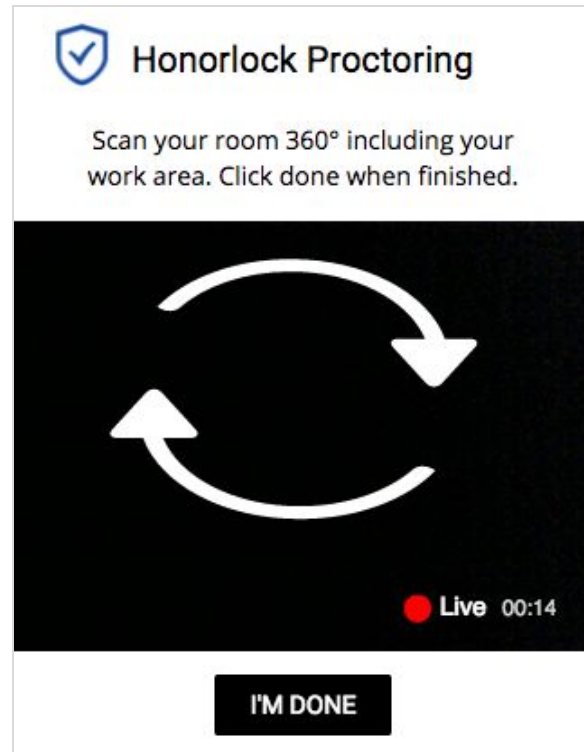 Honorlock Proctoring
Scan your room 360° including your
work area. Click done when finished.
Live 00:14
I'M DONE